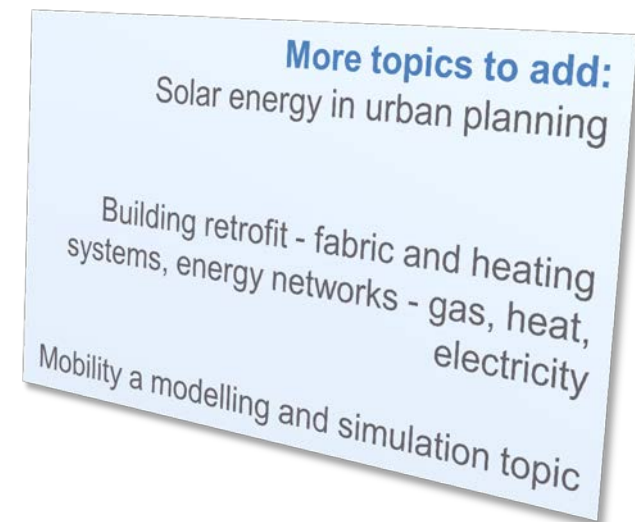 More topics to add:
Solar energy in urban planning
Building retrofit - fabric and heating
systems, energy networks - gas, heat,
electricity
Mobility a modelling and simulation topic